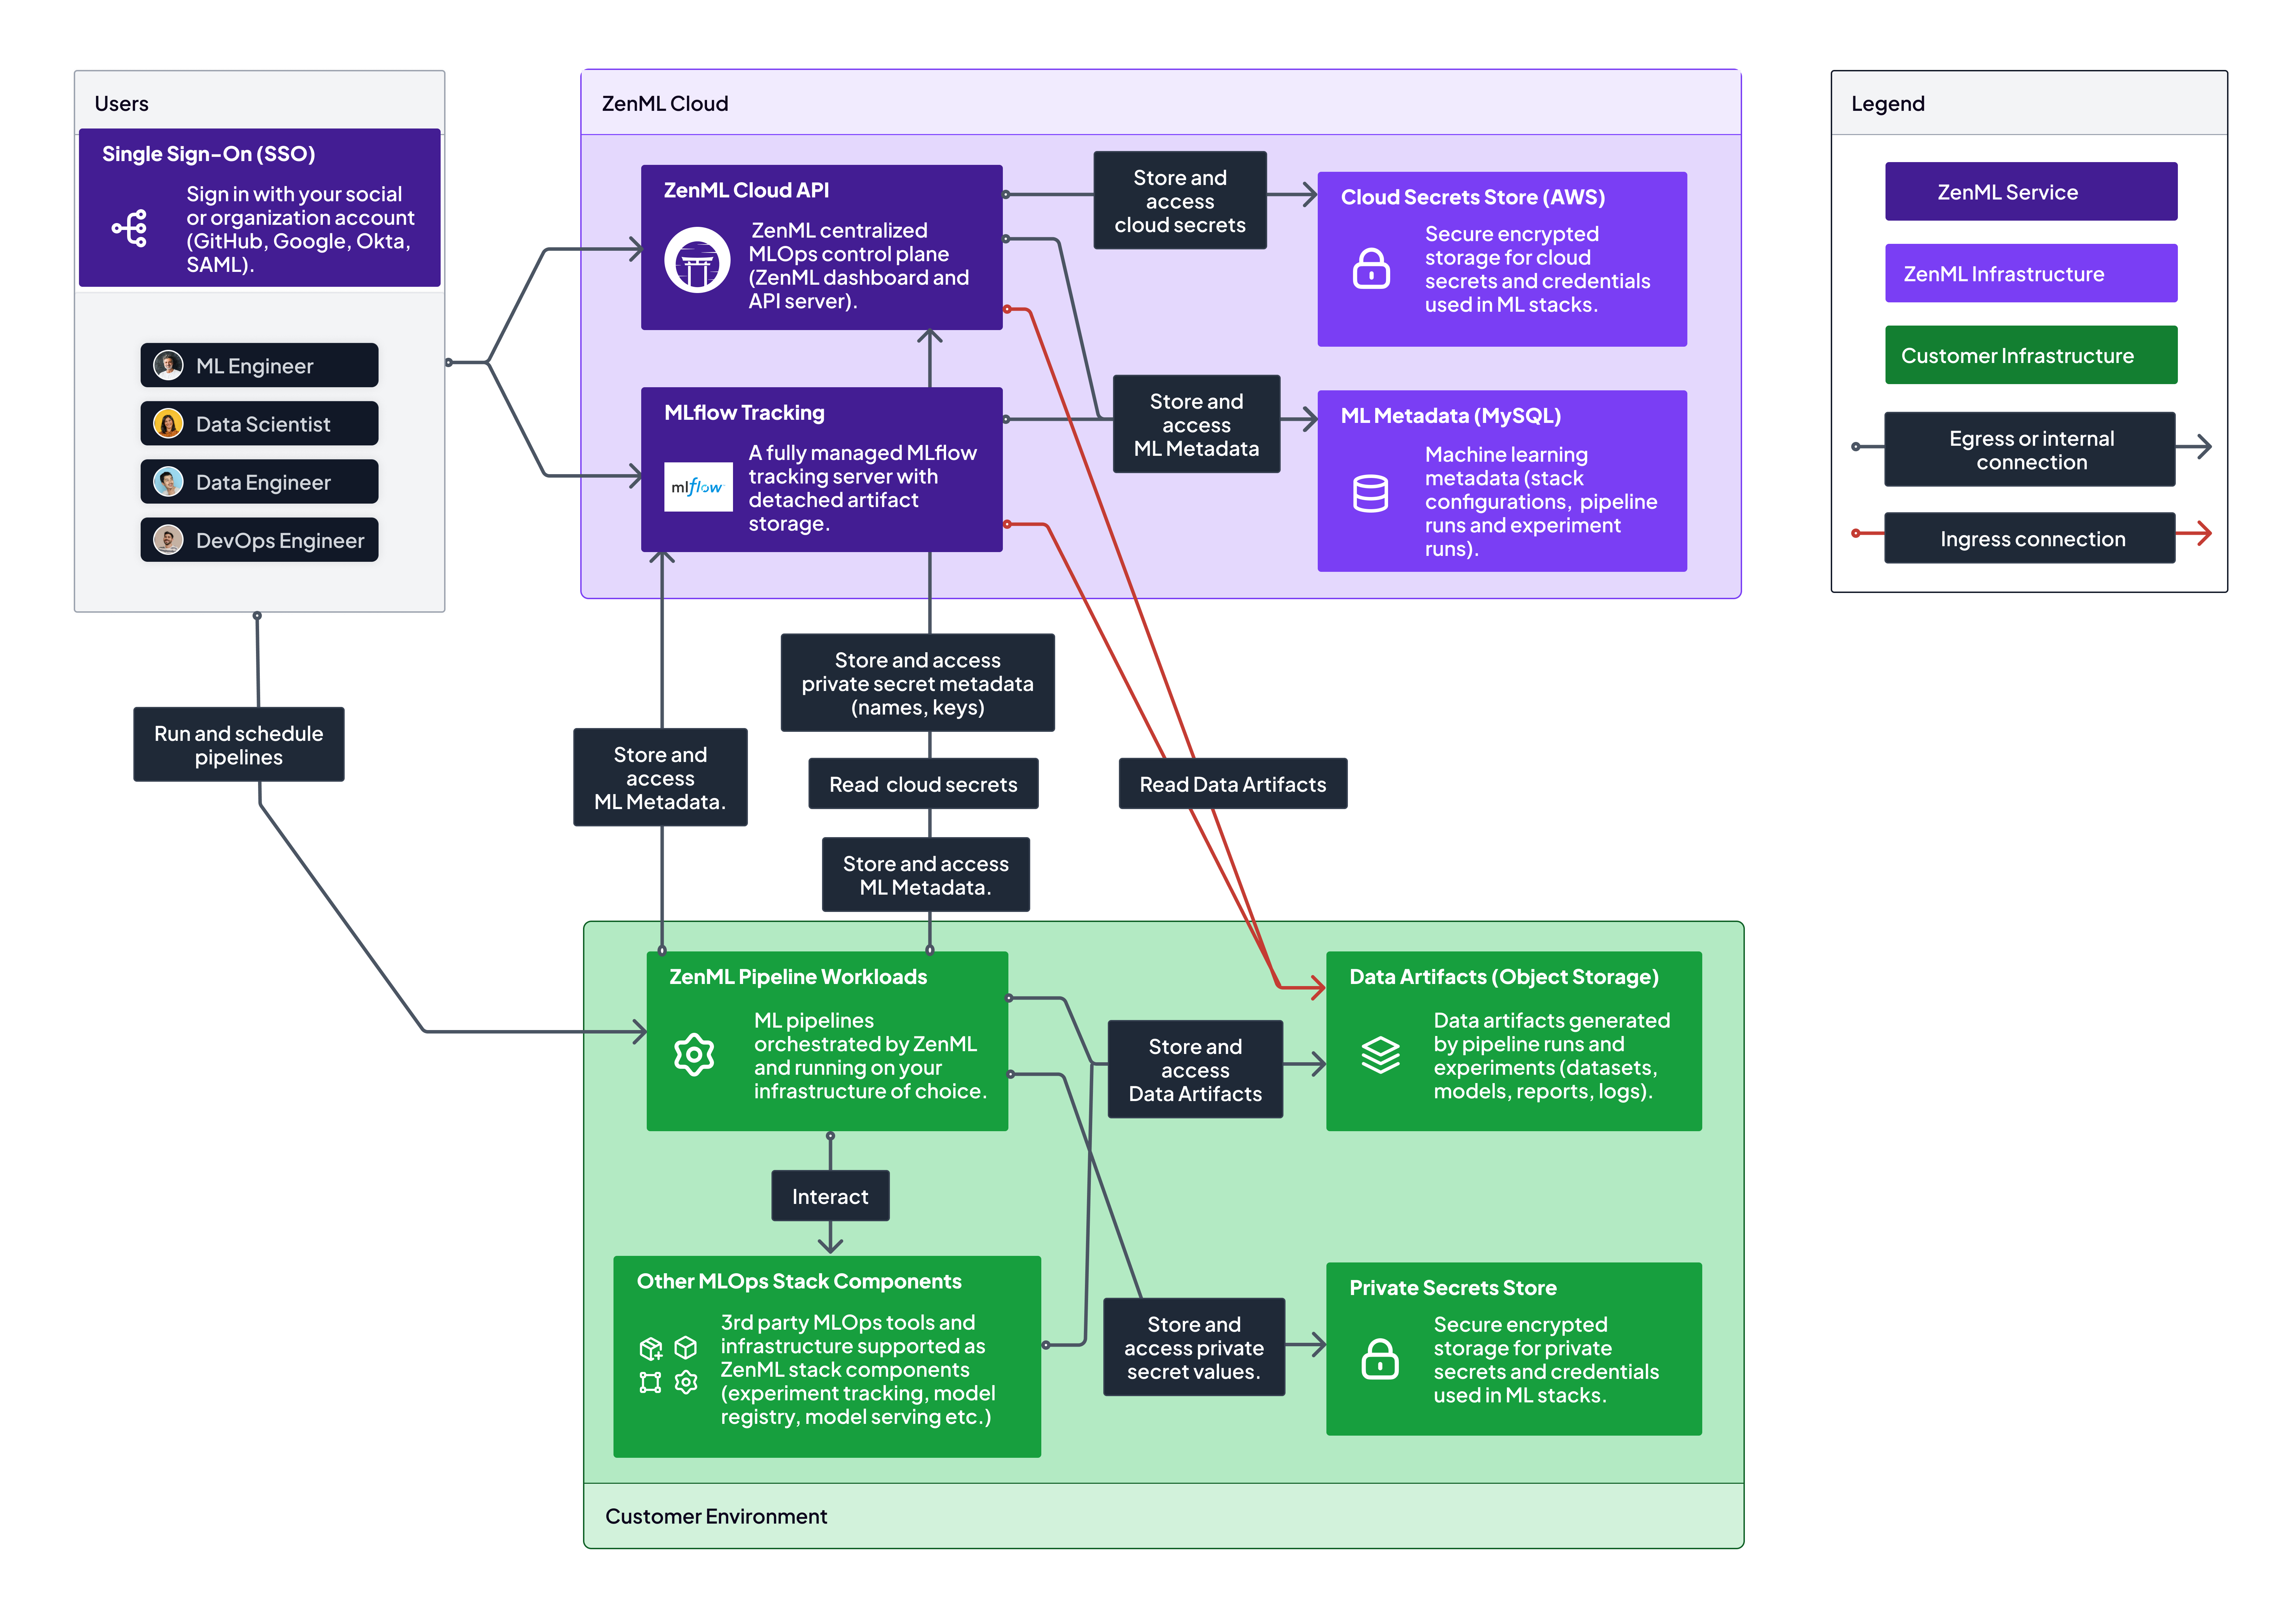 Users
Single Sign-On (SSO)
Sign in with your social
or organization account
(GitHub, Google, Okta,
SAML).
ML Engineer
Data Scientist
Data Engineer
DevOps Engineer
ZenML Cloud
ZenML Cloud API
ZenML centralized
MLOps control plane
(ZenML dashboard and
API server).
Store and
access
cloud secrets
Cloud Secrets Store (AWS)
Secure encrypted
storage for cloud
secrets and credentials
used in ML stacks.
MLflow Tracking
mlflow
A fully managed MLflow
tracking server with
detached artifact
storage.
Store and
access
ML Metadata
ML Metadata (MySQL)
Machine learning
metadata (stack
configurations, pipeline
runs and experiment
runs).
Legend
ZenML Service
ZenML Infrastructure
Customer Infrastructure
Egress or internal
connection
Ingress connection
Run and schedule
pipelines
Store and
access
ML Metadata.
Store and access
private secret metadata
(names, keys)
Read cloud secrets
Store and access
ML Metadata.
Read Data Artifacts
ZenML Pipeline Workloads
ML pipelines
orchestrated by ZenML
and running on your
infrastructure of choice.
Store and
access
Data Artifacts
Data Artifacts (Object Storage)
Data artifacts generated
by pipeline runs and
experiments (datasets,
models, reports, logs).
Interact
Other MLOps Stack Components
3rd party MLOps tools and
infrastructure supported as
ZenML stack components
(experiment tracking, model
registry, model serving etc.)
Store and
access private
secret values.
Private Secrets Store
Secure encrypted
storage for private
secrets and credentials
used in ML stacks.
Customer Environment